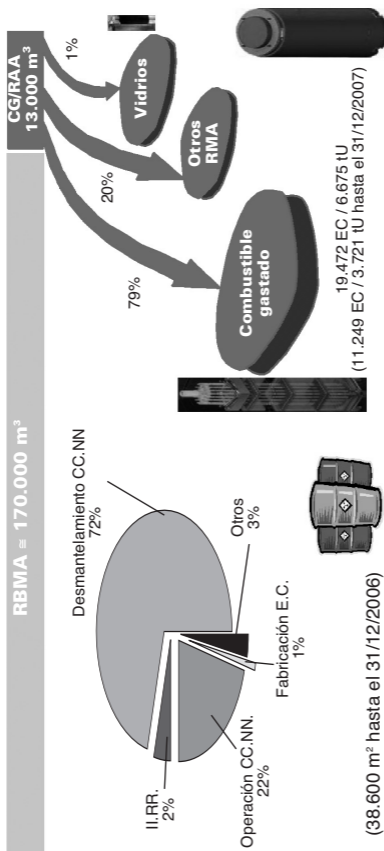 RBMA ≅ 170.000 m³
CG/RAA
13.000 m³
Desmantelamiento CC.NN
72%
II.RR.
2%
Operación CC.NN.
22%
Fabricación E.C.
1%
Otros
3%
(38.600 m² hasta el 31/12/2006)
79%
20%
1%
Combustible
gastado
Otros
RMA
Vidrios
19.472 EC / 6.675 tU
(11.249 EC / 3.721 tU hasta el 31/12/2007)